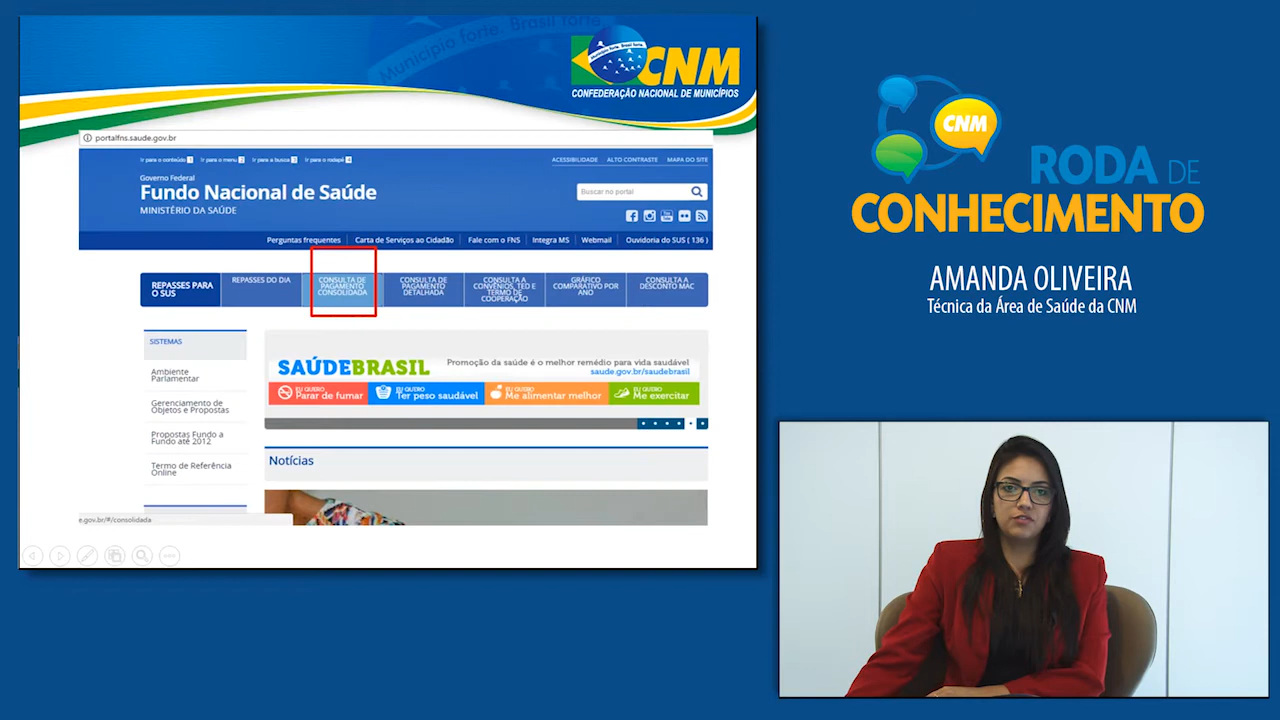 Município forte. Brasil forte.
Município forte, Brasil forte.
CNM
CONFEDERAÇÃO NACIONAL DE MUNICÍPIOS
portalfns.saude.gov.br
Ir para o conteúdo 1 Ir para o menu 2 Ir para a busca 3 Ir para o rodapé 4
ACESSIBILIDADE ALTO CONTRASTE MAPA DO SITE
Governo Federal
Fundo Nacional de Saúde
MINISTÉRIO DA SAÚDE
Buscar no portal
You Tube
Perguntas frequentes Carta de Serviços ao Cidadão Fale com o FNS Integra MS Webmail Ouvidoria do SUS ( 136 )
REPASSES PARA
O SUS
REPASSES DO DIA
CONSULTA DE
PAGAMENTO
CONSOLIDADA
CONSULTA DE
PAGAMENTO
DETALHADA
CONSULTA A
CONVÊNIOS, TED E
TERMO DE
COOPERAÇÃO
GRÁFICO
COMPARATIVO POR
ANO
CONSULTA A
DESCONTO MAC
SISTEMAS
Ambiente
Parlamentar
Gerenciamento de
Objetos e Propostas
Propostas Fundo a
Fundo até 2012
Termo de Referência
Online
SAÚDEBRASIL
Promoção da saúde é o melhor remédio para vida saudável
saude.gov.br/saudebrasil
EU QUERO
Parar de fumar
EU QUERO
Ter peso saudável
EU QUERO
Me alimentar melhor
EU QUERO
Me exercitar
Notícias
e.gov.br/#/consolidada
CNM
RODA DE
CONHECIMENTO
AMANDA OLIVEIRA
Técnica da Área de Saúde da CNM